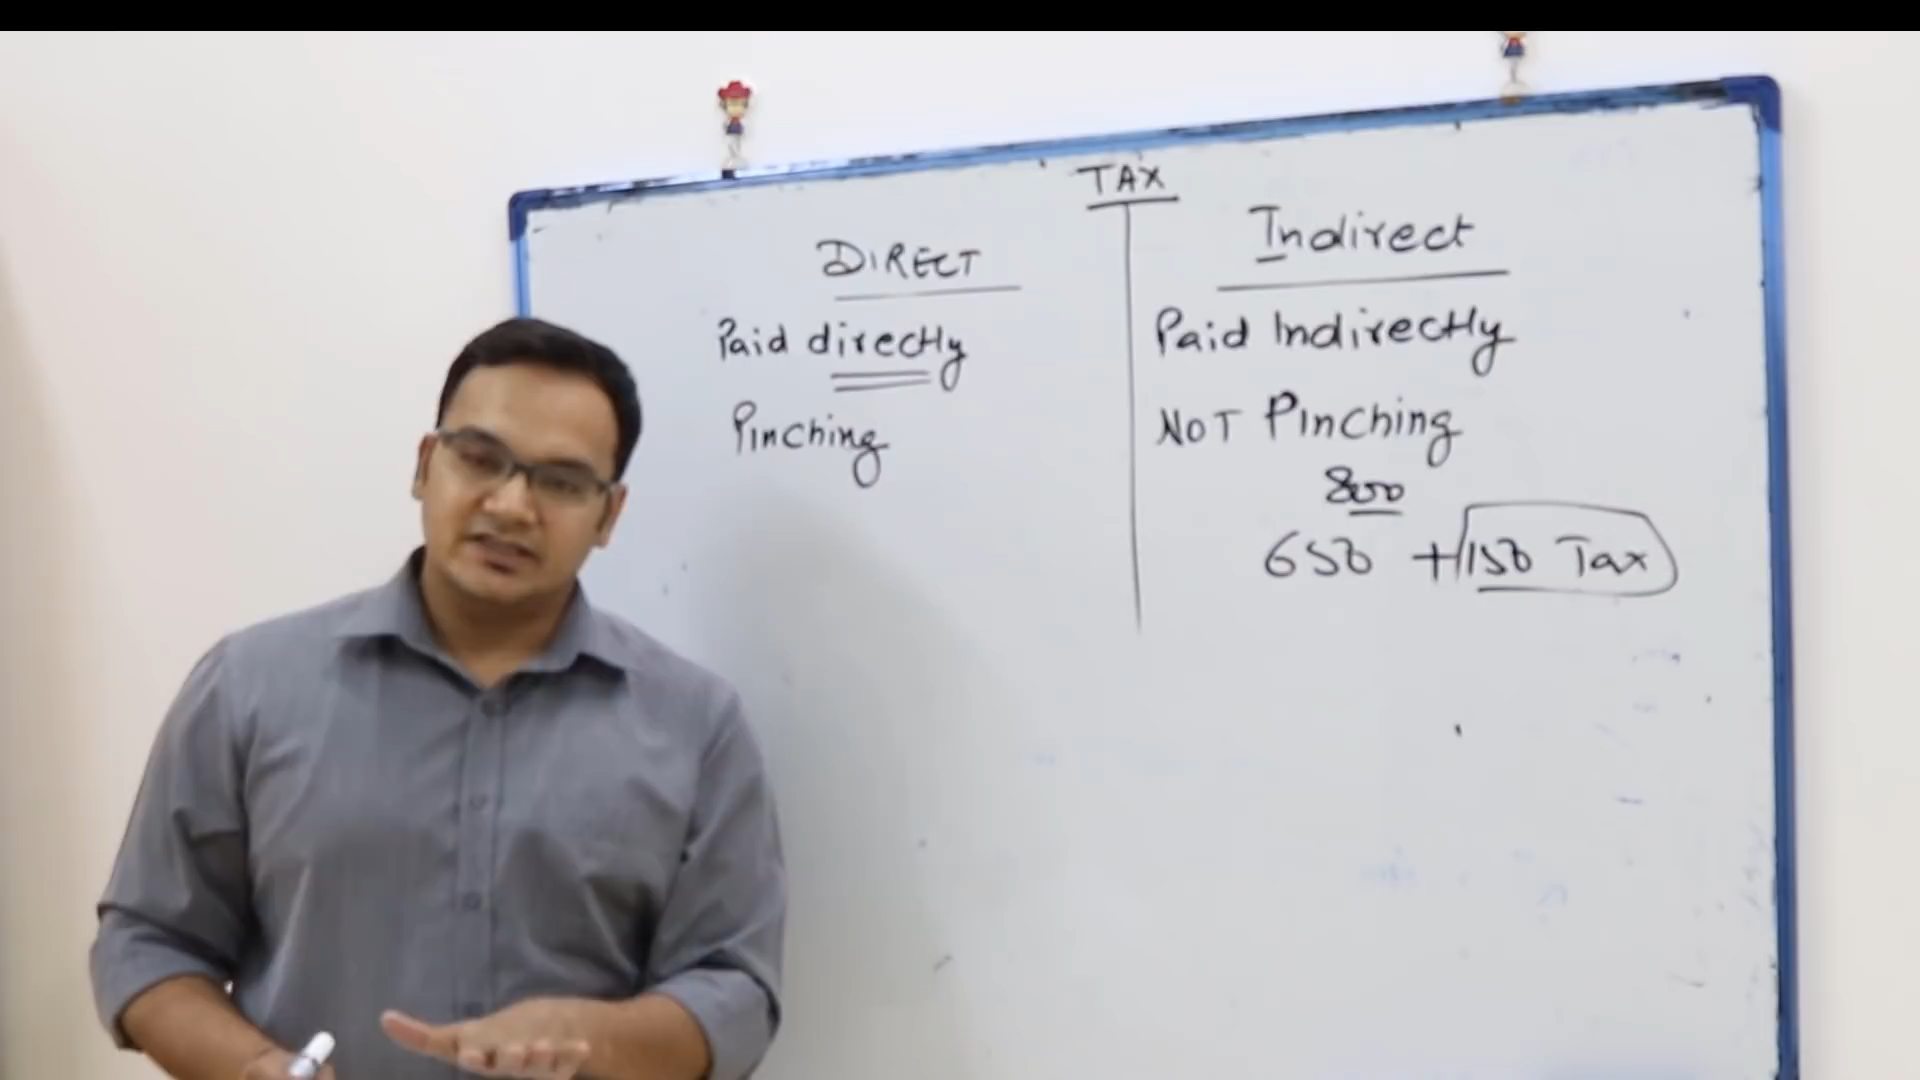 TAX
DIRECT
Paid directly
Pinching
Indirect
Paid Indirectly
NOT Pinching
800
650 + 150 Tax